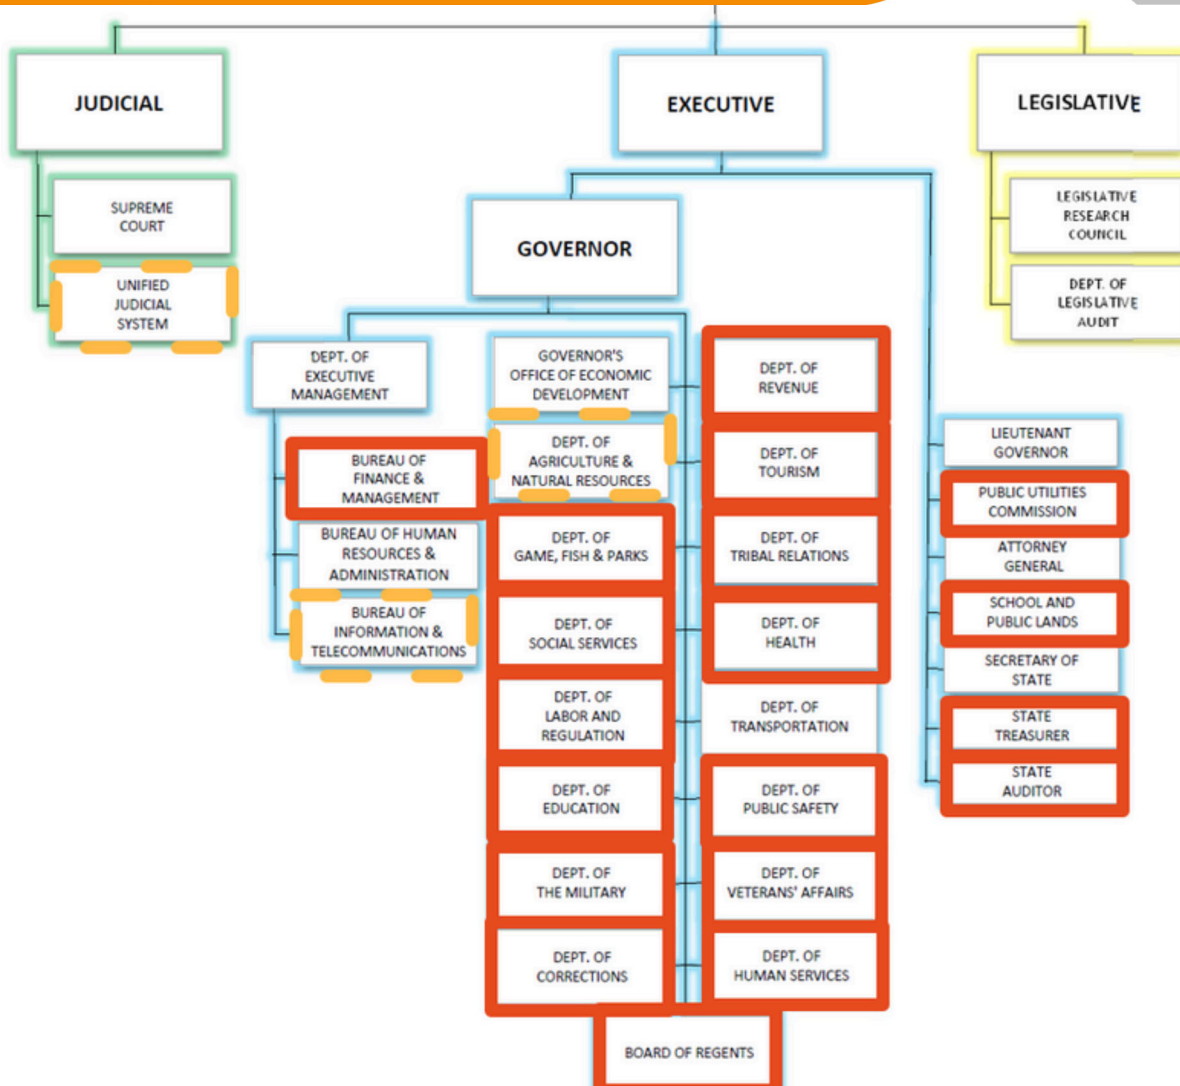 JUDICIAL
EXECUTIVE
LEGISLATIVE
SUPREME
COURT
UNIFIED
JUDICIAL
SYSTEM
LEGISLATIVE
RESEARCH
COUNCIL
DEPT. OF
LEGISLATIVE
AUDIT
GOVERNOR
DEPT. OF
EXECUTIVE
MANAGEMENT
BUREAU OF
FINANCE &
MANAGEMENT
BUREAU OF HUMAN
RESOURCES &
ADMINISTRATION
BUREAU OF
INFORMATION &
TELECOMMUNICATIONS
GOVERNOR'S
OFFICE OF ECONOMIC
DEVELOPMENT
DEPT. OF
AGRICULTURE &
NATURAL RESOURCES
DEPT. OF
GAME, FISH & PARKS
DEPT. OF
SOCIAL SERVICES
DEPT. OF
LABOR AND
REGULATION
DEPT. OF
EDUCATION
DEPT. OF
THE MILITARY
DEPT. OF
CORRECTIONS
DEPT. OF
REVENUE
DEPT. OF
TOURISM
DEPT. OF
TRIBAL RELATIONS
DEPT. OF
HEALTH
DEPT. OF
TRANSPORTATION
DEPT. OF
PUBLIC SAFETY
DEPT. OF
VETERANS' AFFAIRS
DEPT. OF
HUMAN SERVICES
BOARD OF REGENTS
LIEUTENANT
GOVERNOR
PUBLIC UTILITIES
COMMISSION
ATTORNEY
GENERAL
SCHOOL AND
PUBLIC LANDS
SECRETARY OF
STATE
STATE
TREASURER
STATE
AUDITOR